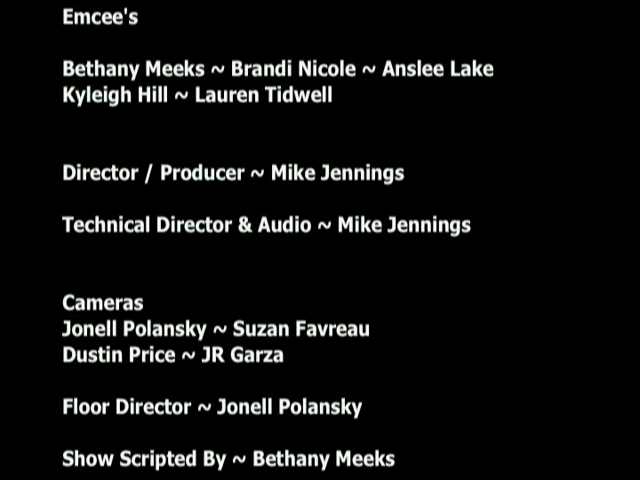 Emcee's
Bethany Meeks ~ Brandi Nicole ~ Anslee Lake
Kyleigh Hill ~ Lauren Tidwell
Director / Producer ~ Mike Jennings
Technical Director & Audio ~ Mike Jennings
Cameras
Jonell Polansky ~ Suzan Favreau
Dustin Price ~ JR Garza
Floor Director ~ Jonell Polansky
Show Scripted By ~ Bethany Meeks